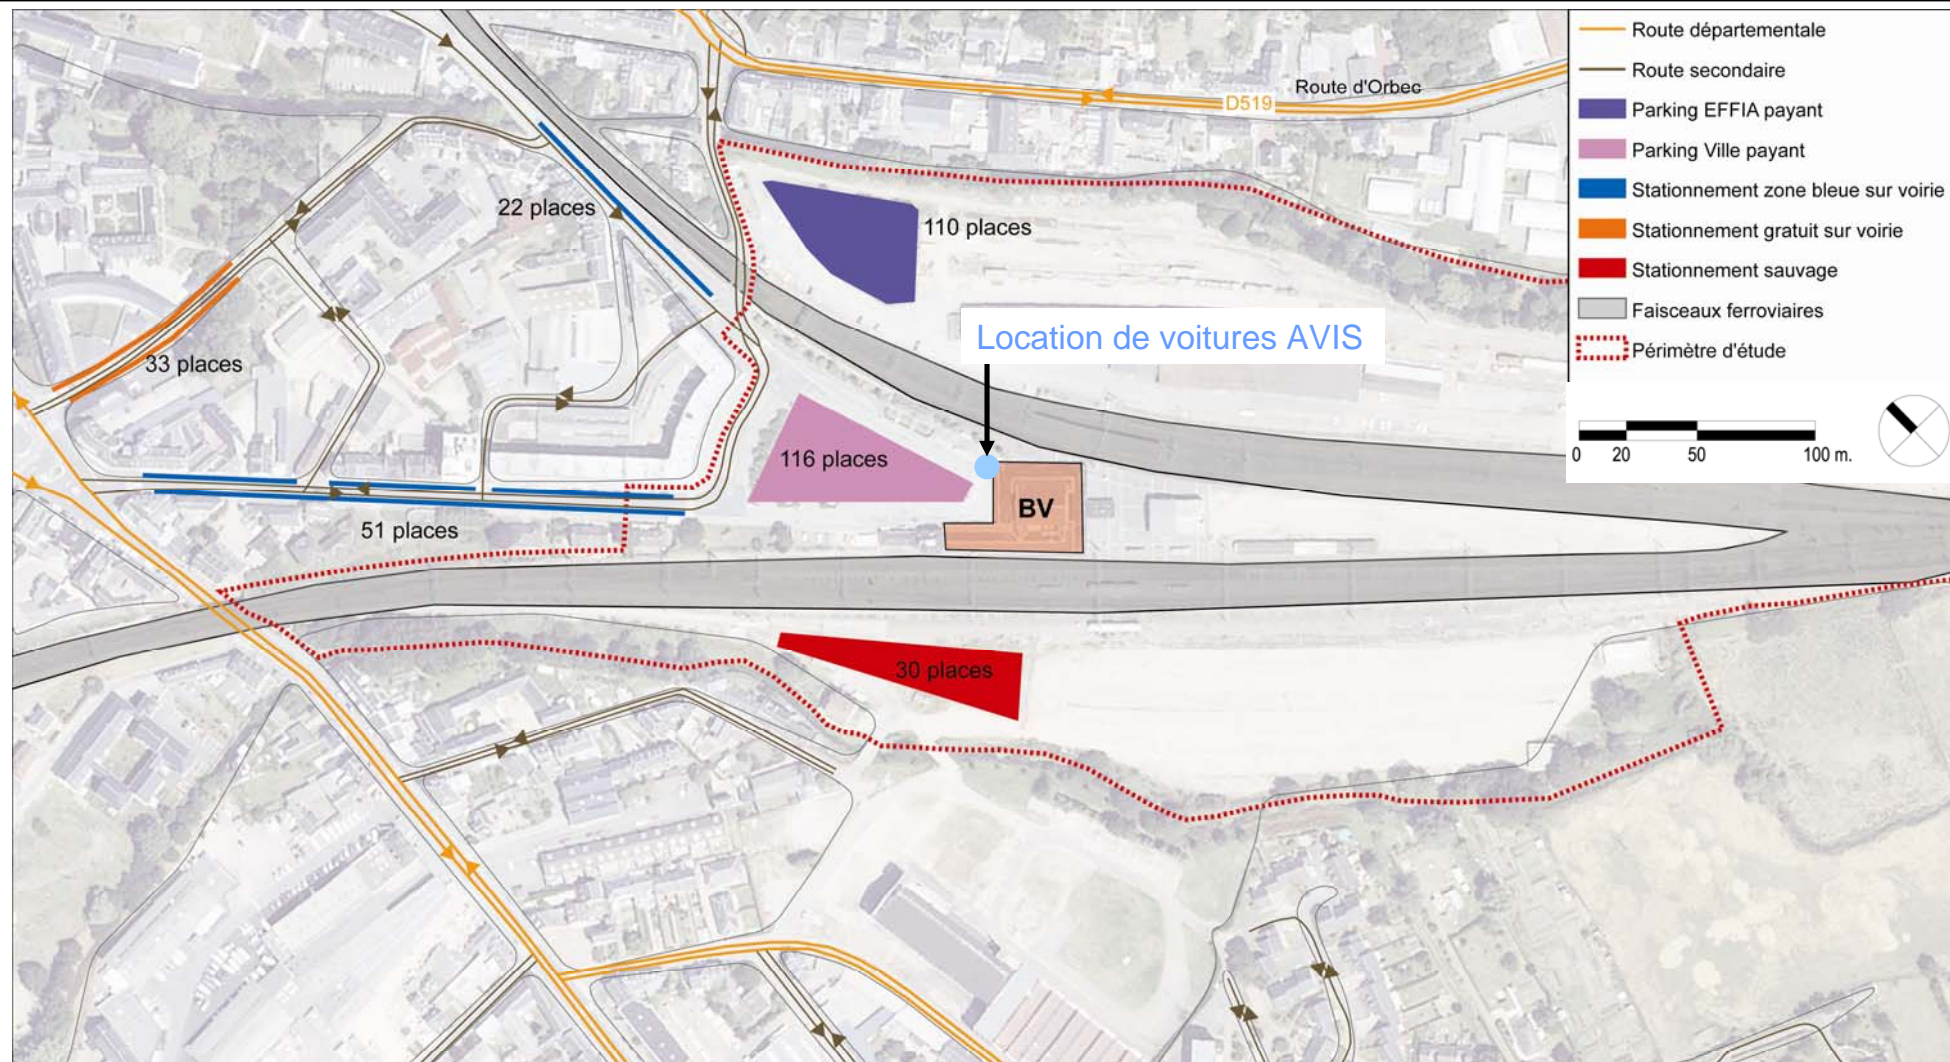 Route départementale
Route secondaire
Parking EFFIA payant
Parking Ville payant
Stationnement zone bleue sur voirie
Stationnement gratuit sur voirie
Stationnement sauvage
Faisceaux ferroviaires
Périmètre d'étude
0 20 50 100 m.
Route d'Orbec
D519
22 places
110 places
Location de voitures AVIS
33 places
116 places
BV
51 places
30 places